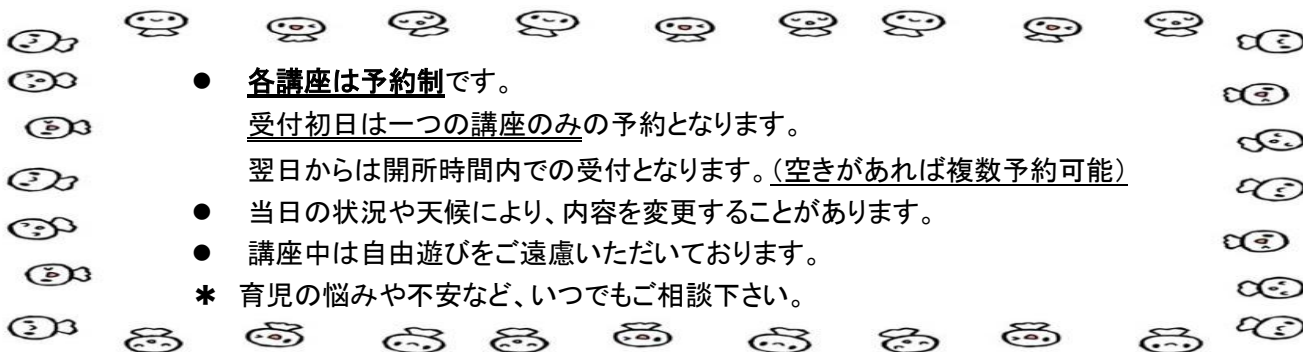 ● 各講座は予約制です。
受付初日は一つの講座のみの予約となります。
翌日からは開所時間内での受付となります。(空きがあれば複数予約可能)
● 当日の状況や天候により、内容を変更することがあります。
● 講座中は自由遊びをご遠慮いただいております。
＊ 育児の悩みや不安など、いつでもご相談下さい。